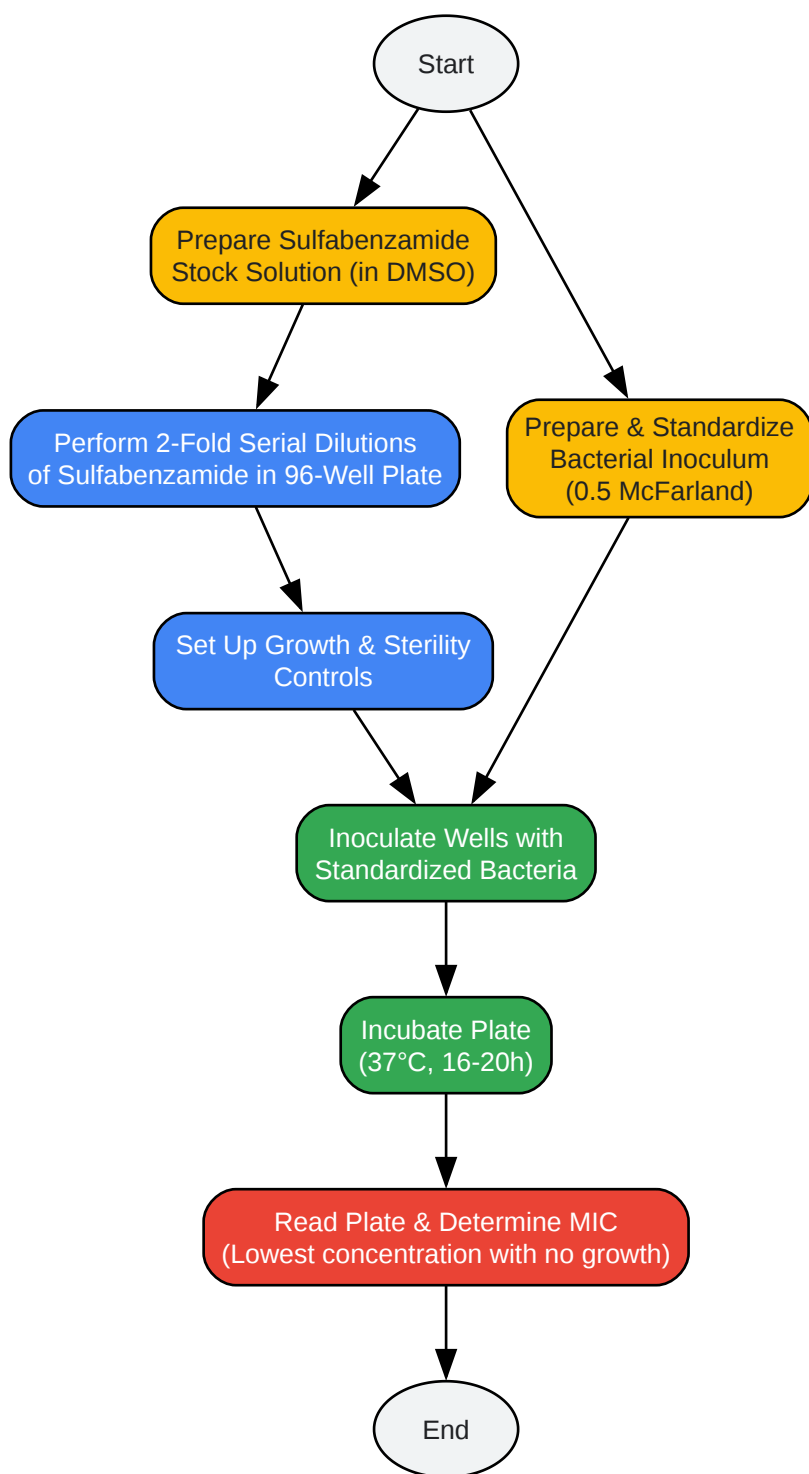 Start
Prepare Sulfabenzamide
Stock Solution (in DMSO)
Perform 2-Fold Serial Dilutions
of Sulfabenzamide in 96-Well Plate
Prepare & Standardize
Bacterial Inoculum
(0.5 McFarland)
Set Up Growth & Sterility
Controls
Inoculate Wells with
Standardized Bacteria
Incubate Plate
(37°C, 16-20h)
Read Plate & Determine MIC
(Lowest concentration with no growth)
End